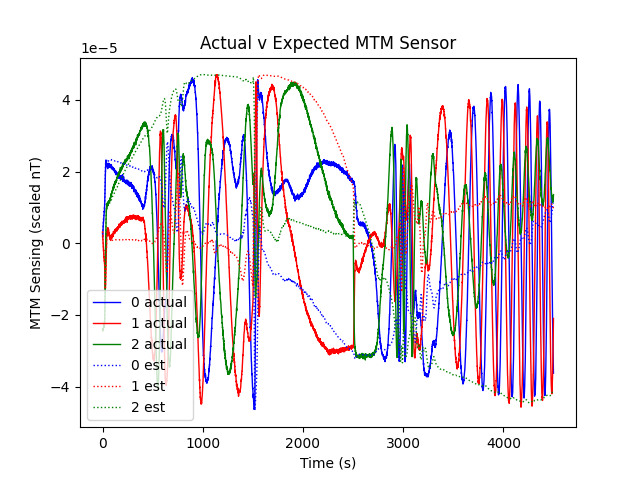 Actual v Expected MTM Sensor
1e−5
MTM Sensing (scaled nT)
4
2
0
−2
−4
0 actual
1 actual
2 actual
0 est
1 est
2 est
0 1000 2000 3000 4000
Time (s)